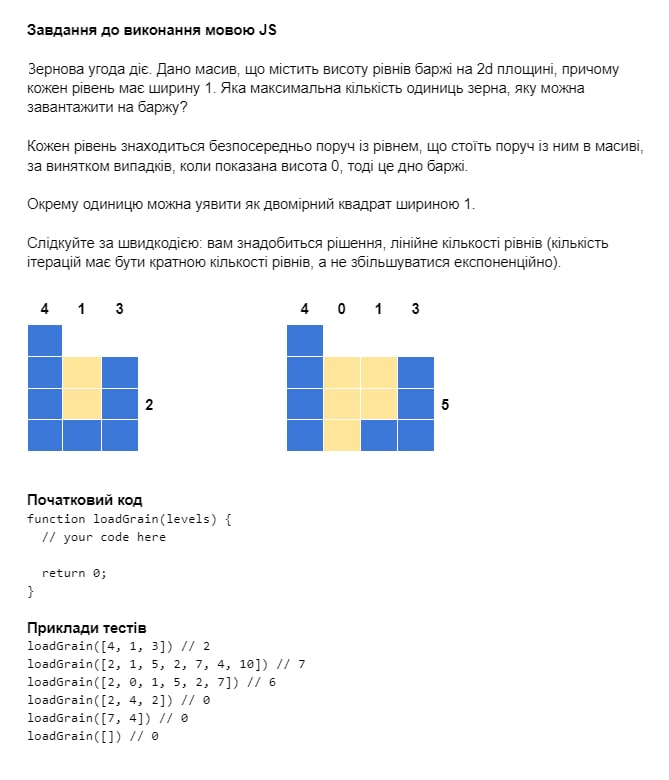 Завдання до виконання мовою JS
Зернова угода діє. Дано масив, що містить висоту рівнів баржі на 2d площині, причому
кожен рівень має ширину 1. Яка максимальна кількість одиниць зерна, яку можна
завантажити на баржу?
Кожен рівень знаходиться безпосередньо поруч із рівнем, що стоїть поруч із ним в масиві,
за винятком випадків, коли показана висота 0, тоді це дно баржі.
Окрему одиницю можна уявити як двомірний квадрат шириною 1.
Слідкуйте за швидкодією: вам знадобиться рішення, лінійне кількості рівнів (кількість
ітерацій має бути кратною кількості рівнів, а не збільшуватися експоненційно).
4 1 3 4 0 1 3
2 5
Початковий код
function loadGrain(levels) {
// your code here
return 0;
}
Приклади тестів
loadGrain([4, 1, 3]) // 2
loadGrain([2, 1, 5, 2, 7, 4, 10]) // 7
loadGrain([2, 0, 1, 5, 2, 7]) // 6
loadGrain([2, 4, 2]) // 0
loadGrain([7, 4]) // 0
loadGrain([]) // 0